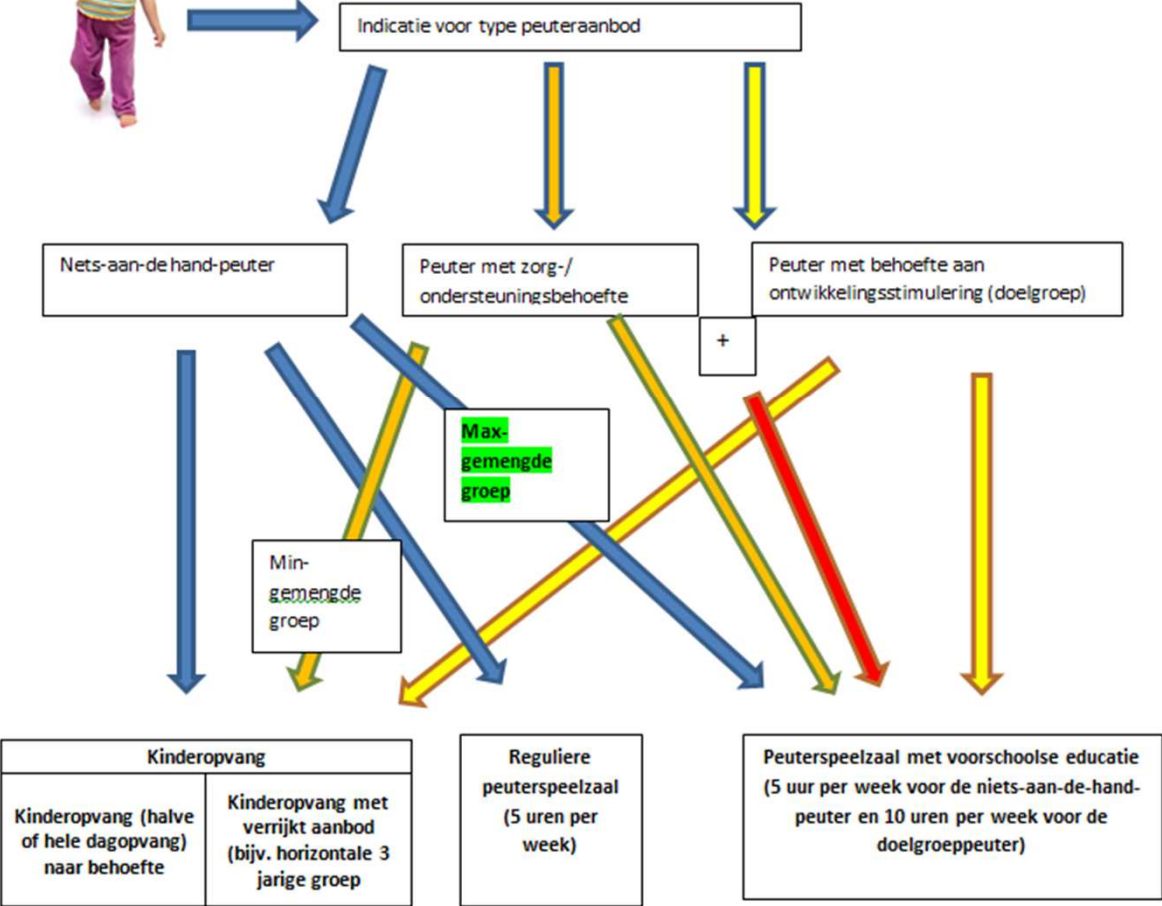 Indicatie voor type peuteraanbod
Nets-aan-de hand-peuter
Peuter met zorg-/
ondersteuningsbehoefte
Peuter met behoefte aan
ontwikkelingsstimulering (doelgroep)
+
Max-
gemengde
groep
Min-
gemengde
groep
Kinderopvang
Kinderopvang (halve
of hele dagopvang)
naar behoefte
Kinderopvang met
verrijkt aanbod
(bijv. horizontale 3
jarige groep
Reguliere
peuterspeelzaal
(5 uren per
week)
Peuterspeelzaal met voorschoolse educatie
(5 uur per week voor de niets-aan-de-hand-
peuter en 10 uren per week voor de
doelgroeppeuter)